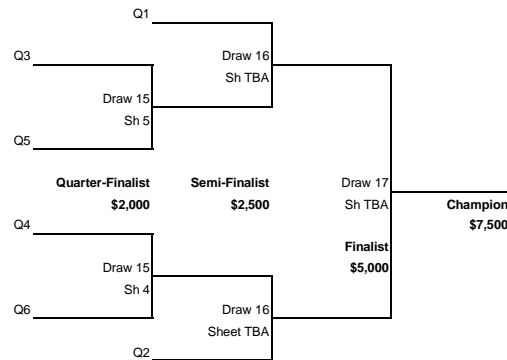 Q1
Q3
Draw 16
Sh TBA
Draw 15
Sh 5
Q5
Quarter-Finalist
$2,000
Semi-Finalist
$2,500
Draw 17
Sh TBA
Champion
$7,500
Q4
Finalist
$5,000
Draw 15
Sh 4
Q6
Draw 16
Sheet TBA
Q2